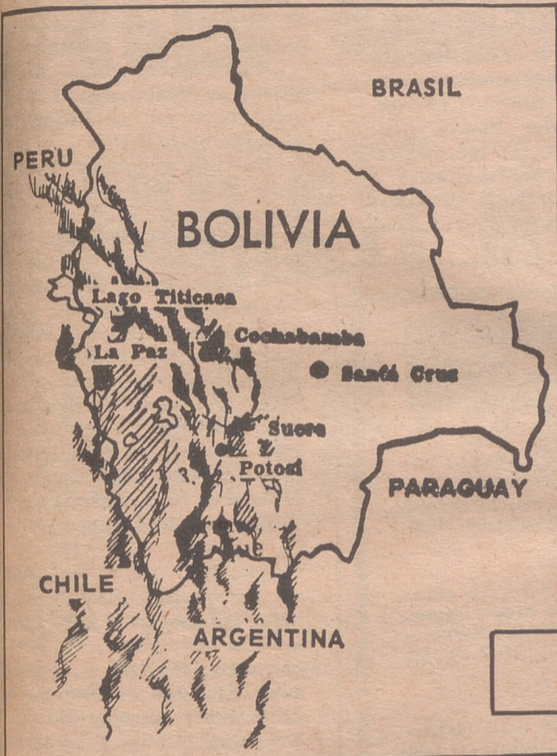 BRASIL
PERU
BOLIVIA
Lago Titicaca
Cochabamba
La Paz
Santa Cruz
Sucre
Potosí
PARAGUAY
CHILE
ARGENTINA